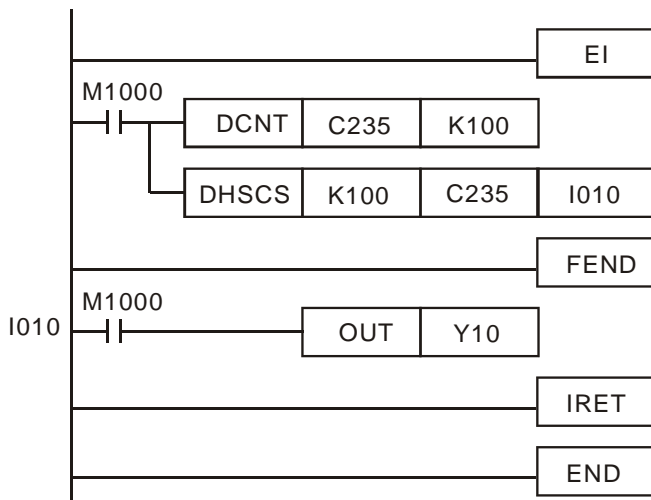 EI
M1000
DCNT C235 K100
DHSCS K100 C235 I010
FEND
M1000
I010 OUT Y10
IRET
END